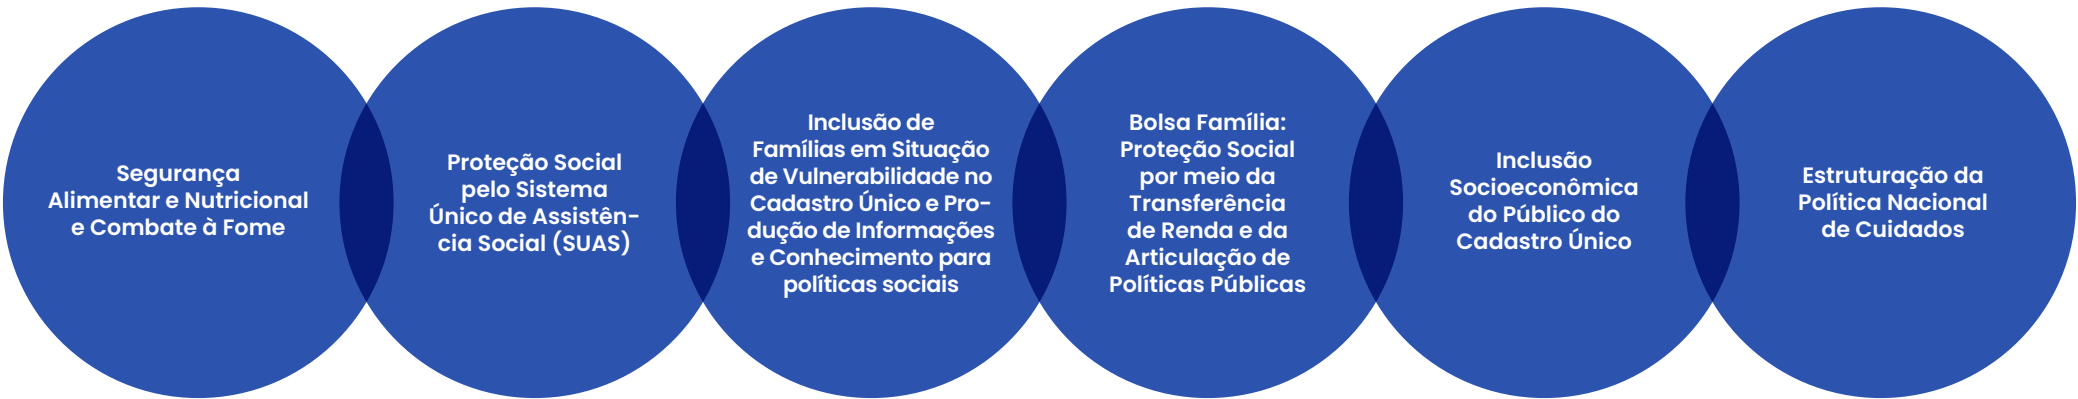 Segurança
Alimentar e Nutricional
e Combate à Fome
Proteção Social
pelo Sistema
Único de Assistên-
cia Social (SUAS)
Inclusão de
Famílias em Situação
de Vulnerabilidade no
Cadastro Único e Pro-
dução de Informações
e Conhecimento para
políticas sociais
Bolsa Família:
Proteção Social
por meio da
Transferência
de Renda e da
Articulação de
Políticas Públicas
Inclusão
Socioeconômica
do Público do
Cadastro Único
Estruturação da
Política Nacional
de Cuidados